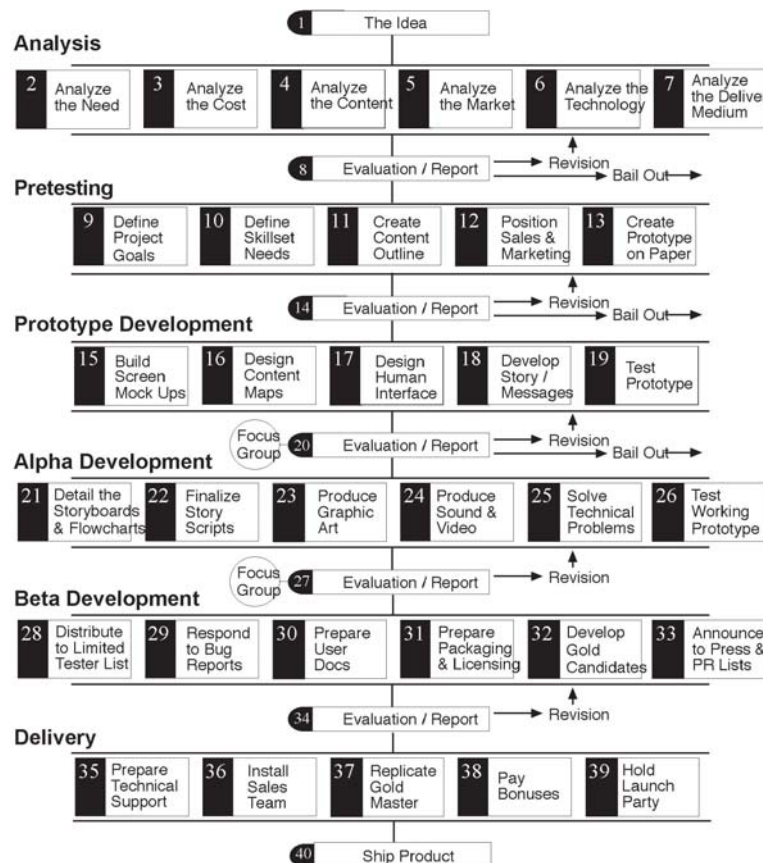 1 The Idea
Analysis
2 Analyze the Need
3 Analyze the Cost
4 Analyze the Content
5 Analyze the Market
6 Analyze the Technology
7 Analyze the Deliver Medium
8 Evaluation / Report Revision
Bail Out
Pretesting
9 Define Project Goals
10 Define Skillset Needs
11 Create Content Outline
12 Position Sales & Marketing
13 Create Prototype on Paper
14 Evaluation / Report Revision
Bail Out
Prototype Development
15 Build Screen Mock Ups
16 Design Content Maps
17 Design Human Interface
18 Develop Story / Messages
19 Test Prototype
Focus Group 20 Evaluation / Report Revision
Bail Out
Alpha Development
21 Detail the Storyboards & Flowcharts
22 Finalize Story Scripts
23 Produce Graphic Art
24 Produce Sound & Video
25 Solve Technical Problems
26 Test Working Prototype
Focus Group 27 Evaluation / Report Revision
Beta Development
28 Distribute to Limited Tester List
29 Respond to Bug Reports
30 Prepare User Docs
31 Prepare Packaging & Licensing
32 Develop Gold Candidates
33 Announce to Press & PR Lists
34 Evaluation / Report Revision
Delivery
35 Prepare Technical Support
36 Install Sales Team
37 Replicate Gold Master
38 Pay Bonuses
39 Hold Launch Party
40 Ship Product